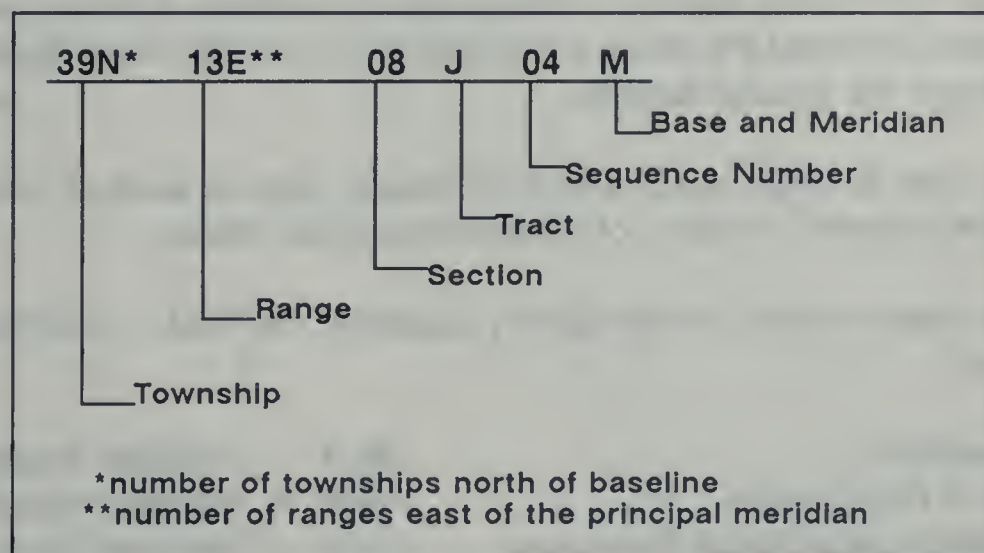 39N* 13E** 08 J 04 M
Base and Meridian
Sequence Number
Tract
Section
Range
Township
*number of townships north of baseline
**number of ranges east of the principal meridian